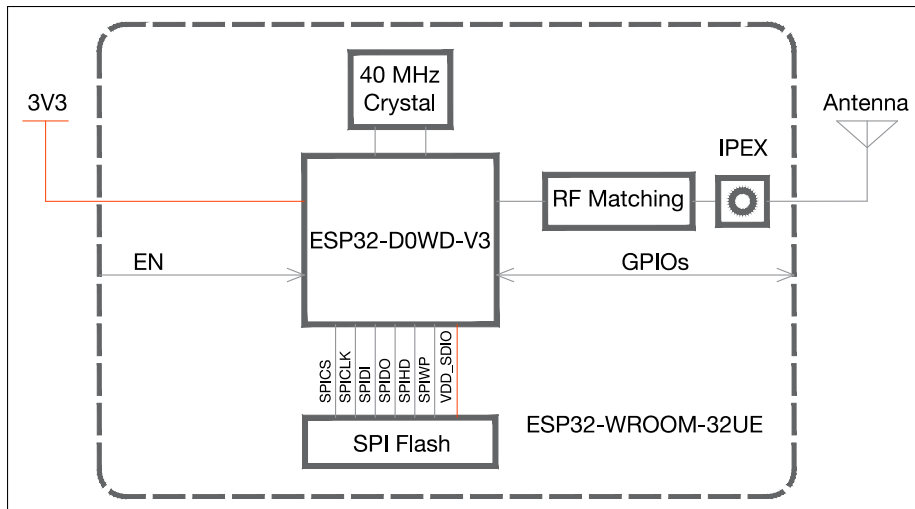 40 MHz
Crystal
3V3
Antenna
IPEX
RF Matching
ESP32-D0WD-V3
EN
GPIOs
SPICS
SPICLK
SPIDI
SPIDO
SPIHD
SPIWP
VDD_SDIO
ESP32-WROOM-32UE
SPI Flash